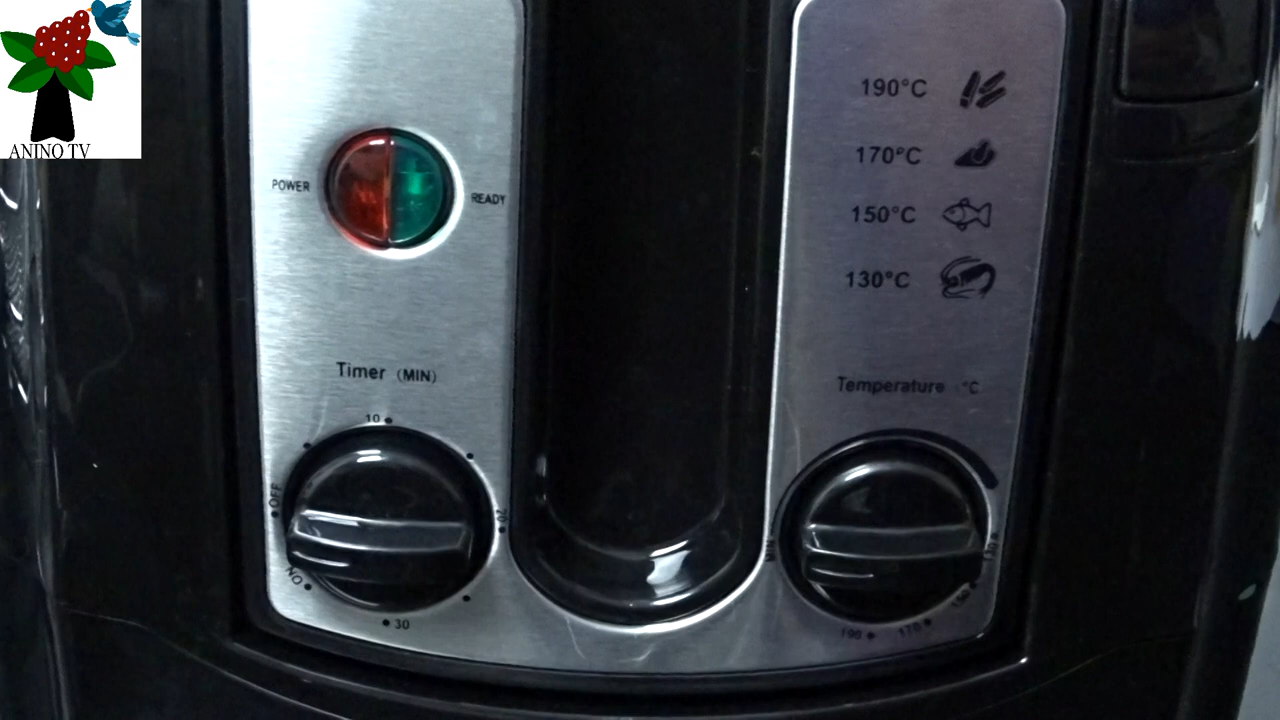 ANINO TV
POWER
READY
Timer (MIN)
10
OFF
20
ON
30
190°C
170°C
150°C
130°C
Temperature °C
130
150
170
190